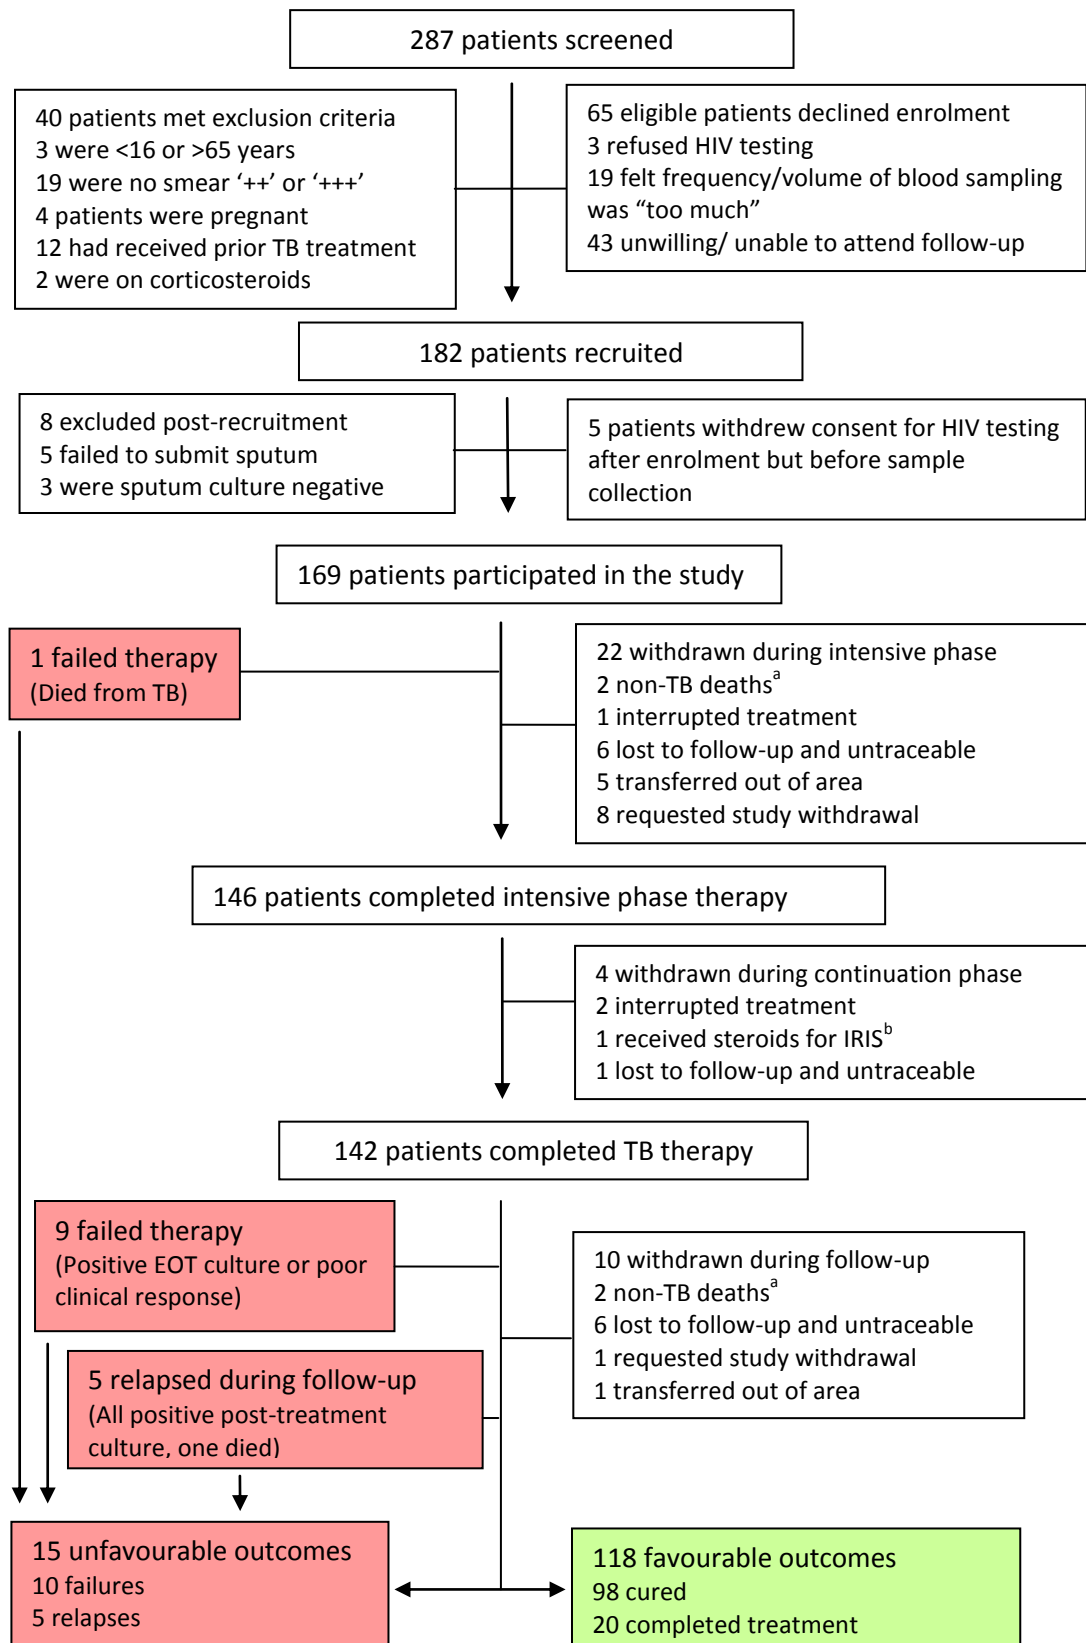 287 patients screened
40 patients met exclusion criteria
3 were <16 or >65 years
19 were no smear ‘++’ or ‘+++’
4 patients were pregnant
12 had received prior TB treatment
2 were on corticosteroids
65 eligible patients declined enrolment
3 refused HIV testing
19 felt frequency/volume of blood sampling
was “too much”
43 unwilling/ unable to attend follow-up
182 patients recruited
8 excluded post-recruitment
5 failed to submit sputum
3 were sputum culture negative
5 patients withdrew consent for HIV testing
after enrolment but before sample
collection
169 patients participated in the study
1 failed therapy
(Died from TB)
22 withdrawn during intensive phase
2 non-TB deathsᵃ
1 interrupted treatment
6 lost to follow-up and untraceable
5 transferred out of area
8 requested study withdrawal
146 patients completed intensive phase therapy
4 withdrawn during continuation phase
2 interrupted treatment
1 received steroids for IRISᵇ
1 lost to follow-up and untraceable
142 patients completed TB therapy
9 failed therapy
(Positive EOT culture or poor
clinical response)
10 withdrawn during follow-up
2 non-TB deathsᵃ
6 lost to follow-up and untraceable
1 requested study withdrawal
1 transferred out of area
5 relapsed during follow-up
(All positive post-treatment
culture, one died)
15 unfavourable outcomes
10 failures
5 relapses
118 favourable outcomes
98 cured
20 completed treatment